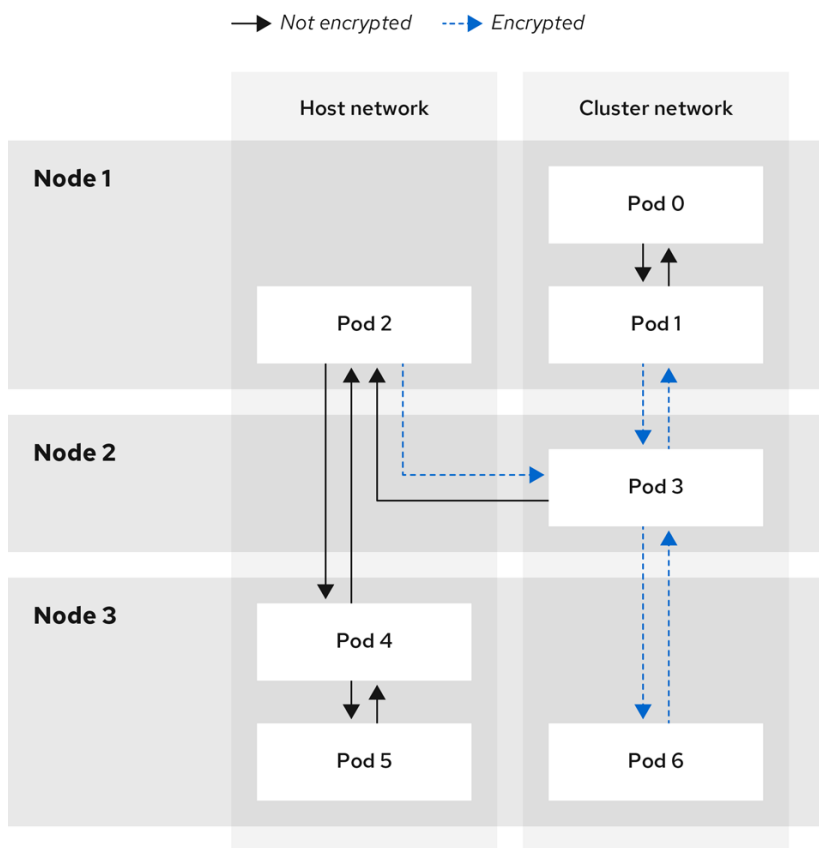 Not encrypted
Encrypted
Host network
Cluster network
Node 1
Pod 0
Pod 2
Pod 1
Node 2
Pod 3
Node 3
Pod 4
Pod 5
Pod 6